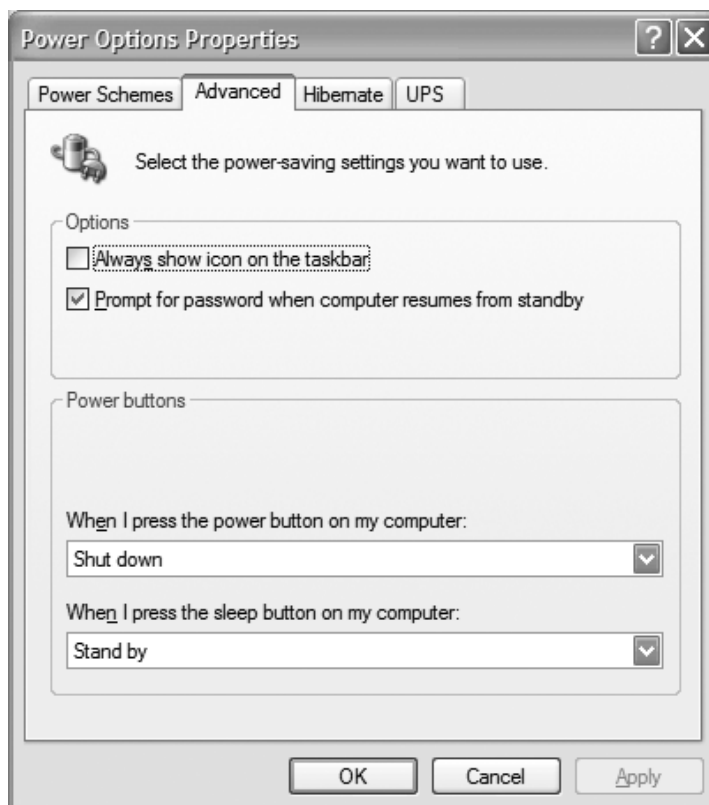 Power Options Properties
Power Schemes Advanced Hibernate UPS
Select the power-saving settings you want to use.
Options
Always show icon on the taskbar
Prompt for password when computer resumes from standby
Power buttons
When I press the power button on my computer:
Shut down
When I press the sleep button on my computer:
Stand by
OK Cancel Apply